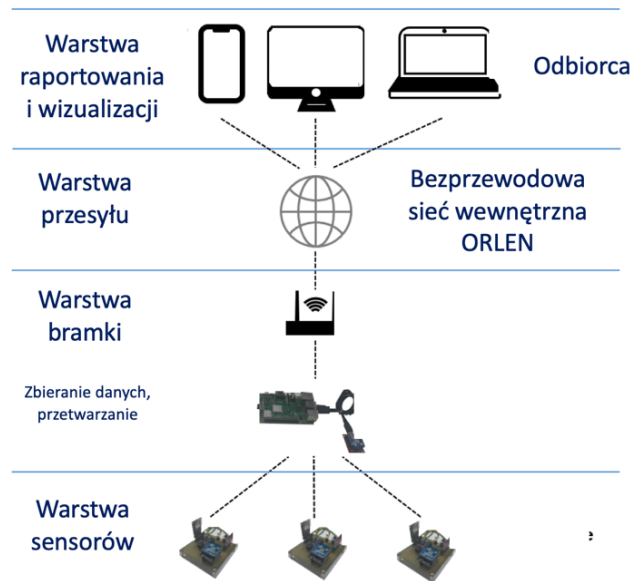 Warstwa
raportowania
i wizualizacji
Odbiorca
Warstwa
przesyłu
Bezprzewodowa
sieć wewnętrzna
ORLEN
Warstwa
bramki
Zbieranie danych,
przetwarzanie
Warstwa
sensorów